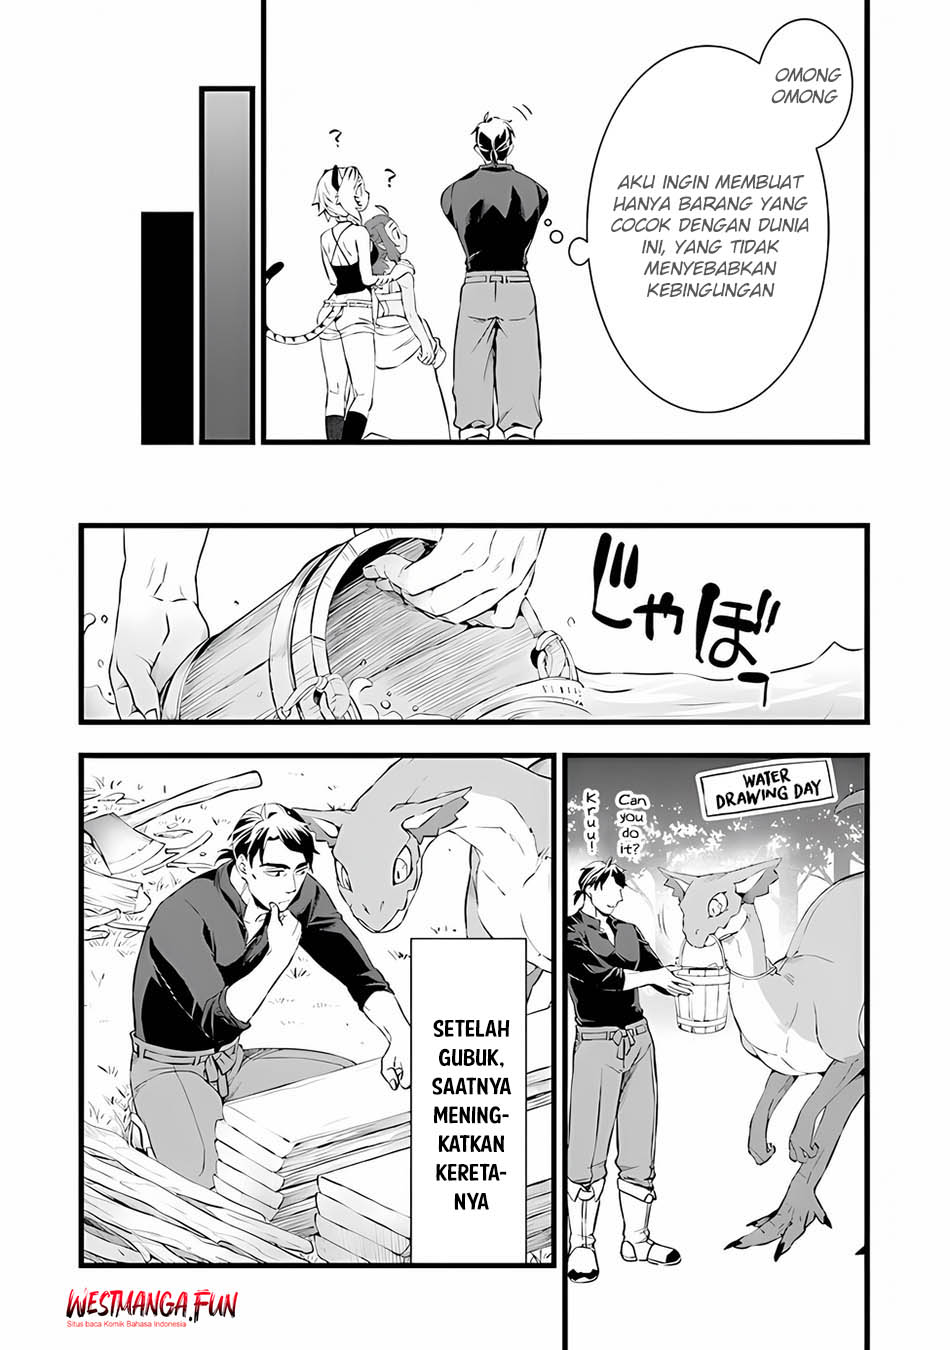 OMONG
OMONG
AKU INGIN MEMBUAT
HANYA BARANG YANG
COCOK DENGAN DUNIA
INI, YANG TIDAK
MENYEBABKAN
KEBINGUNGAN
?
?
じゃぼっ
WATER
DRAWING DAY
Can
you
do
it?
Kruu!
SETELAH
GUBUK,
SAATNYA
MENING-
KATKAN
KERETA-
NYA
WESTMANGA.FUN
Situs baca Komik Bahasa Indonesia